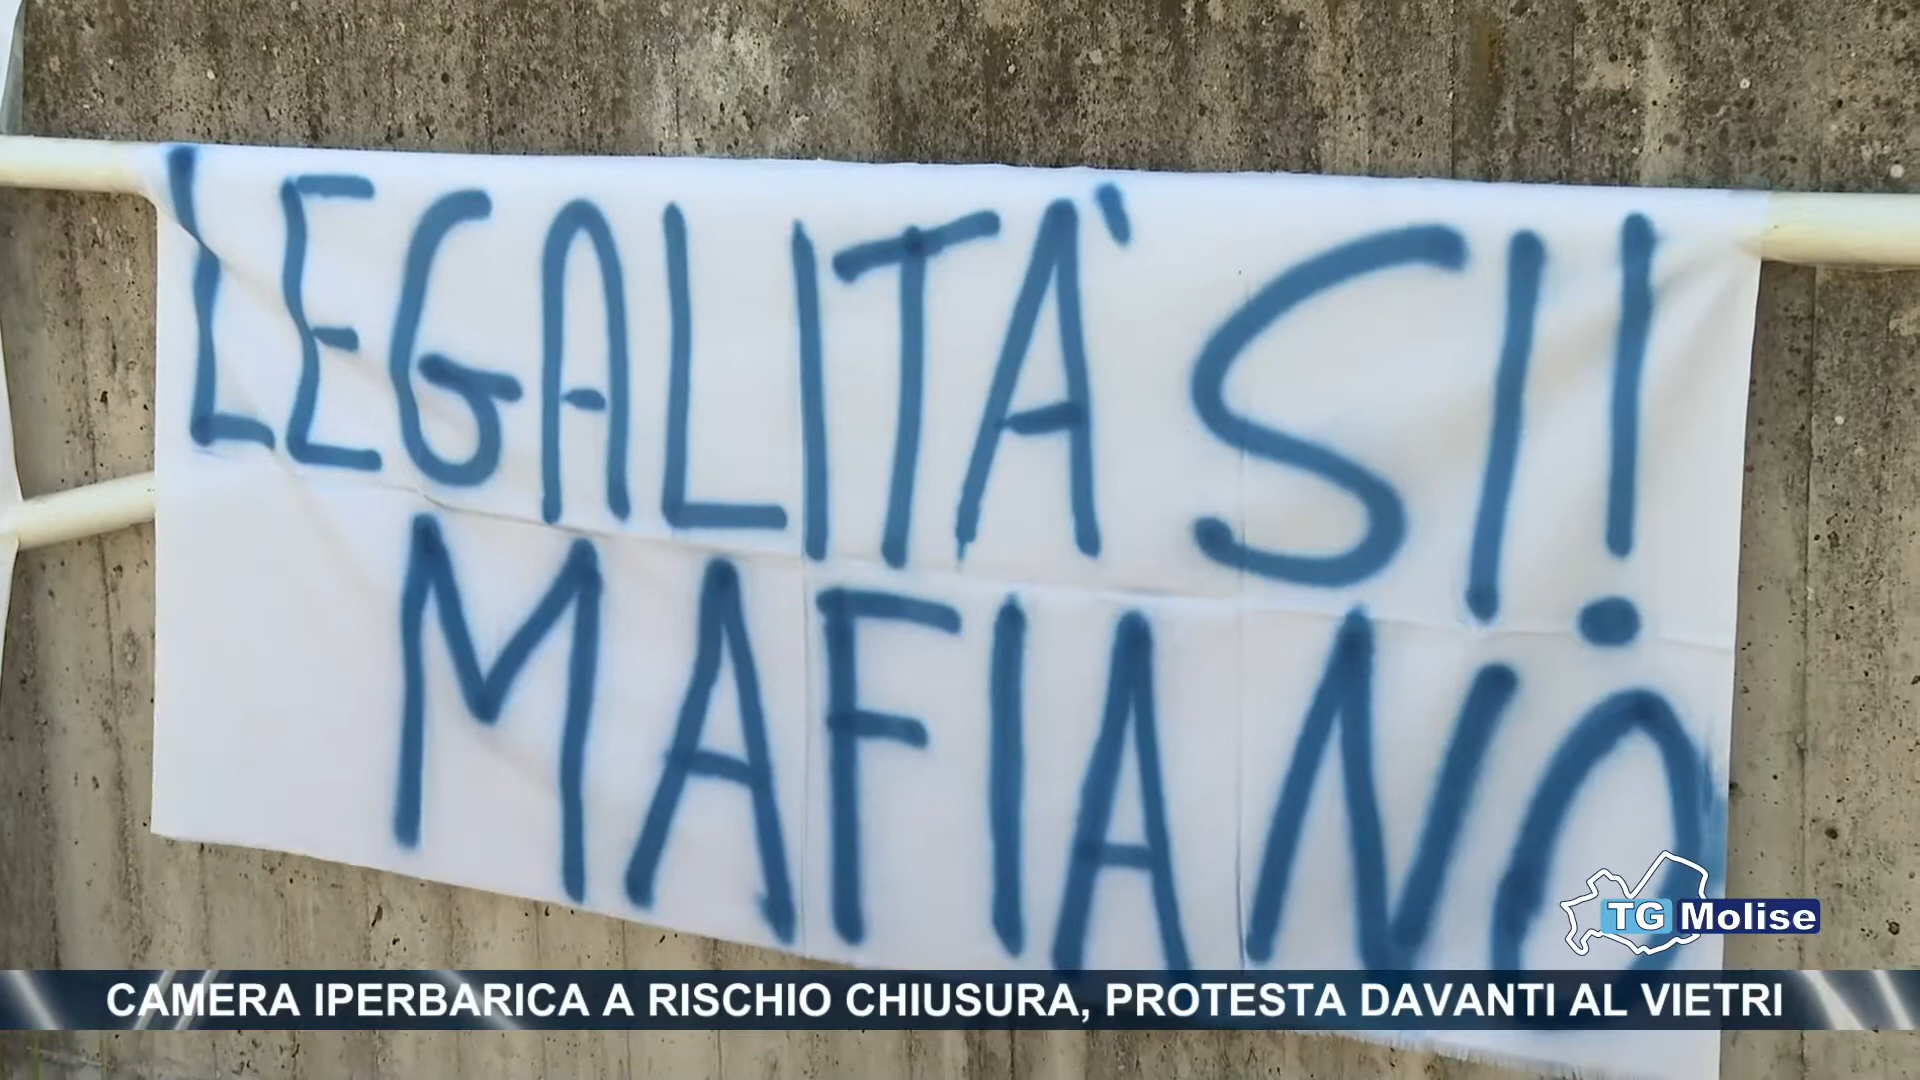 LEGALITÀ SI!
MAFIA NO
TG Molise
CAMERA IPERBARICA A RISCHIO CHIUSURA, PROTESTA DAVANTI AL VIETRI